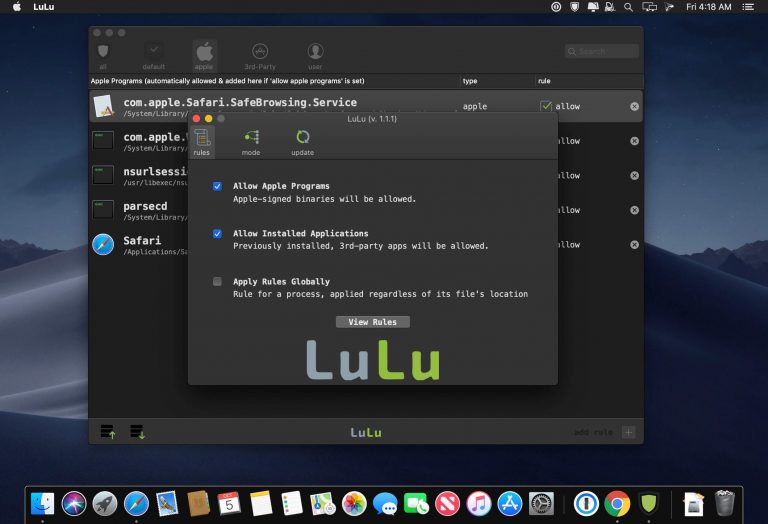 LuLu
Fri 4:18 AM
all
default
apple
3rd-Party
user
Search
Apple Programs (automatically allowed & added here if 'allow apple programs' is set)
type
rule
com.apple.Safari.SafeBrowsing.Service
apple
allow
LuLu (v. 1.1.1)
rules
mode
update
com.apple.
/System/Library/
allow
nsurlsessi
/usr/libexec/nsu
allow
parsecd
/System/Library/
allow
Safari
/Applications/Sa
allow
Allow Apple Programs
Apple-signed binaries will be allowed.
Allow Installed Applications
Previously installed, 3rd-party apps will be allowed.
Apply Rules Globally
Rule for a process, applied regardless of its file's location
View Rules
LuLu
LuLu
add rule
OCT
5